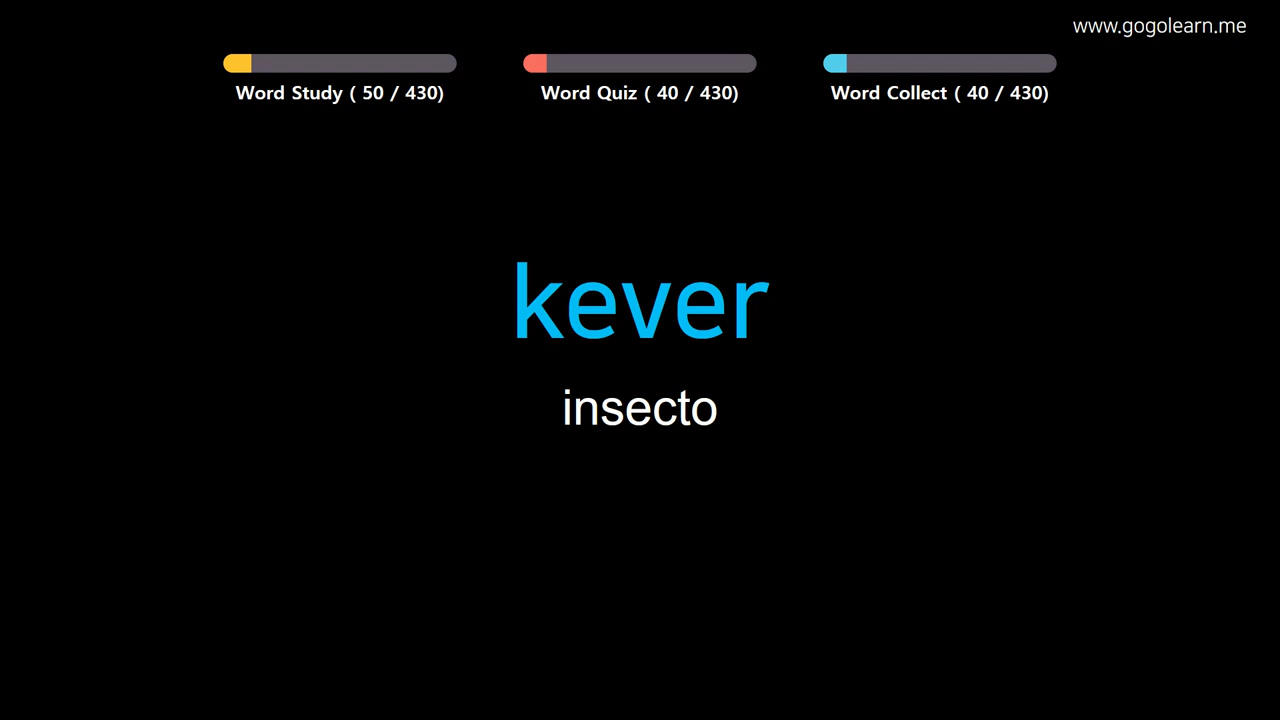 www.gogolearn.me
Word Study ( 50 / 430)
Word Quiz ( 40 / 430)
Word Collect ( 40 / 430)
kever
insecto